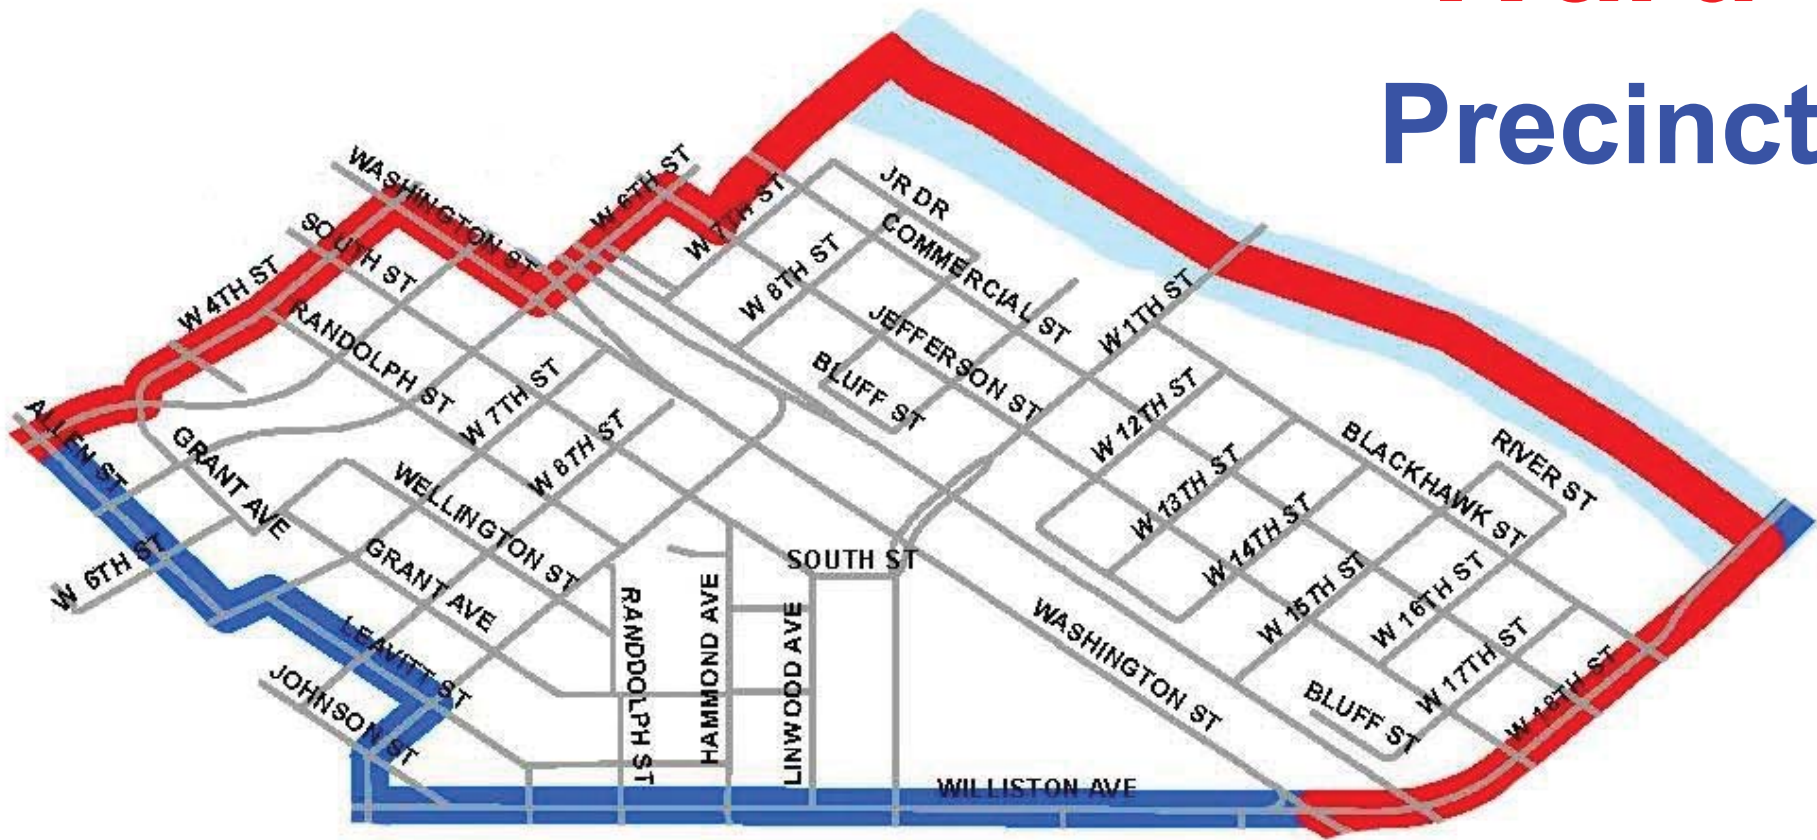 Ward
Precinct
WASHINGTON ST
W 6TH ST
W 7TH ST
JR DR
COMMERCIAL ST
SOUTH ST
W 4TH ST
W 8TH ST
W 1TH ST
RANDOLPH ST
JEFFERSON ST
BLUFF ST
W 7TH ST
W 8TH ST
W 12TH ST
ALLEN ST
GRANT AVE
WELLINGTON ST
W 13TH ST
BLACKHAWK ST
RIVER ST
W 6TH ST
GRANT AVE
SOUTH ST
W 14TH ST
W 15TH ST
W 16TH ST
LEAVITT ST
RANDOLPH ST
HAMMOND AVE
LINWOOD AVE
WASHINGTON ST
W 17TH ST
W 18TH ST
JOHNSON ST
BLUFF ST
WILLISTON AVE